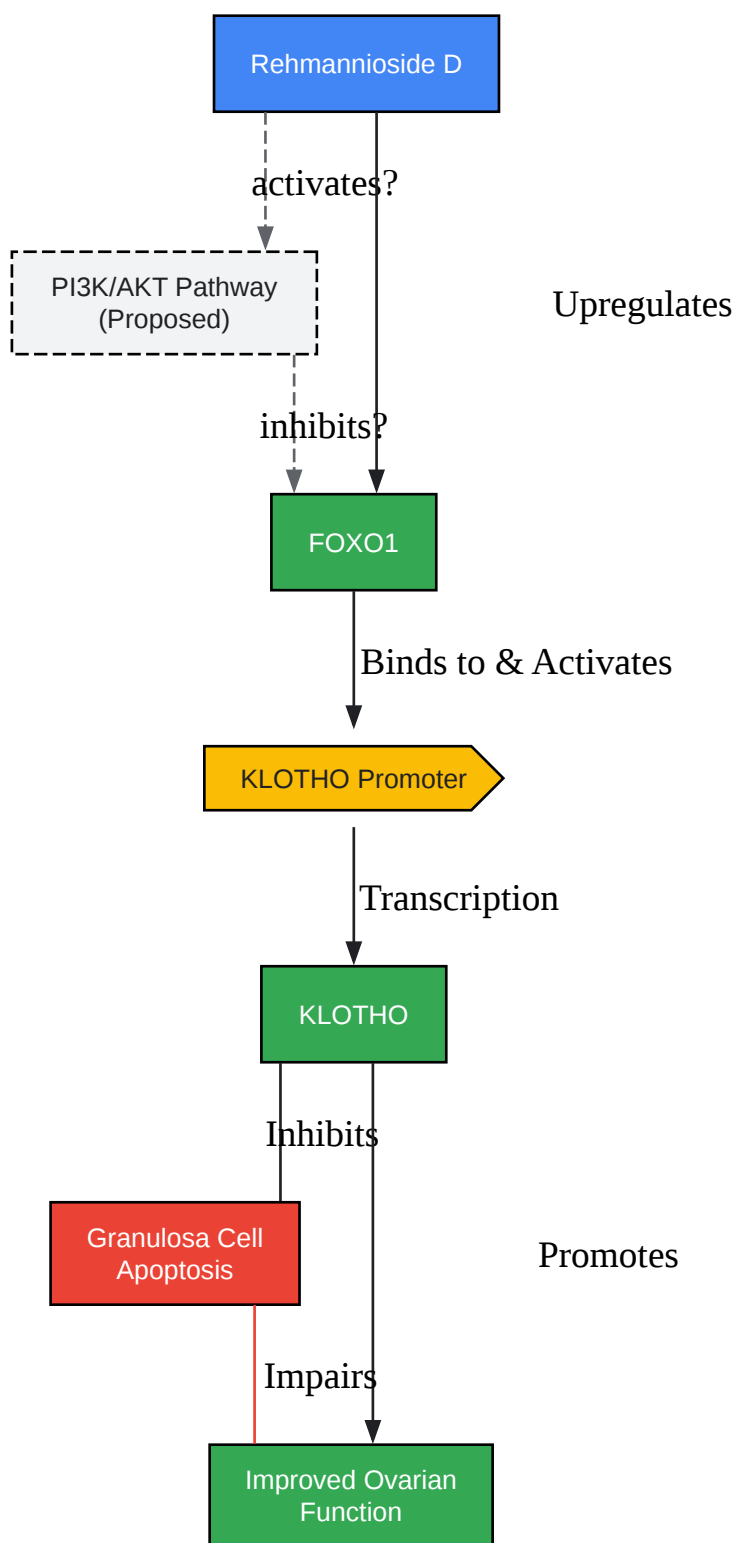 Rehmannioside D
activates?
PI3K/AKT Pathway
(Proposed)
Upregulates
inhibits?
FOXO1
Binds to & Activates
KLOTHO Promoter
Transcription
KLOTHO
Inhibits
Granulosa Cell
Apoptosis
Promotes
Impairs
Improved Ovarian
Function